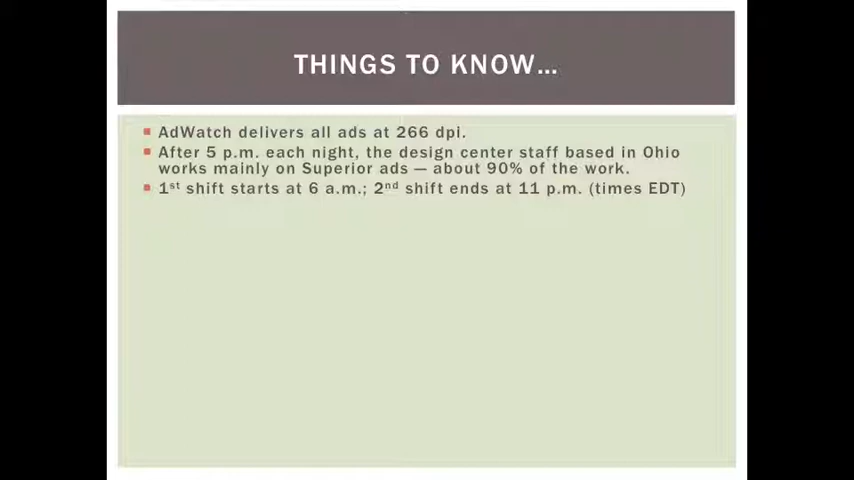 THINGS TO KNOW...
AdWatch delivers all ads at 266 dpi.
After 5 p.m. each night, the design center staff based in Ohio
works mainly on Superior ads — about 90% of the work.
1st shift starts at 6 a.m.; 2nd shift ends at 11 p.m. (times EDT)